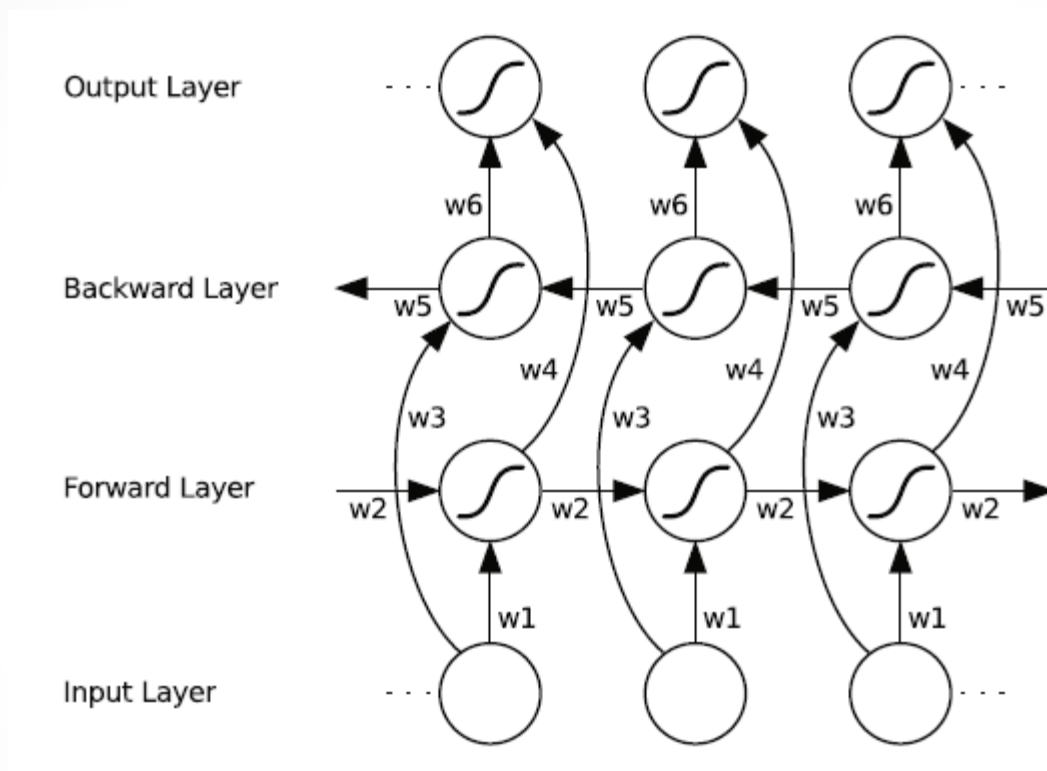 Output Layer
w6 w6 w6
Backward Layer
w5 w5 w5 w5
w4 w4 w4
w3 w3 w3
Forward Layer
w2 w2 w2 w2
w1 w1 w1
Input Layer